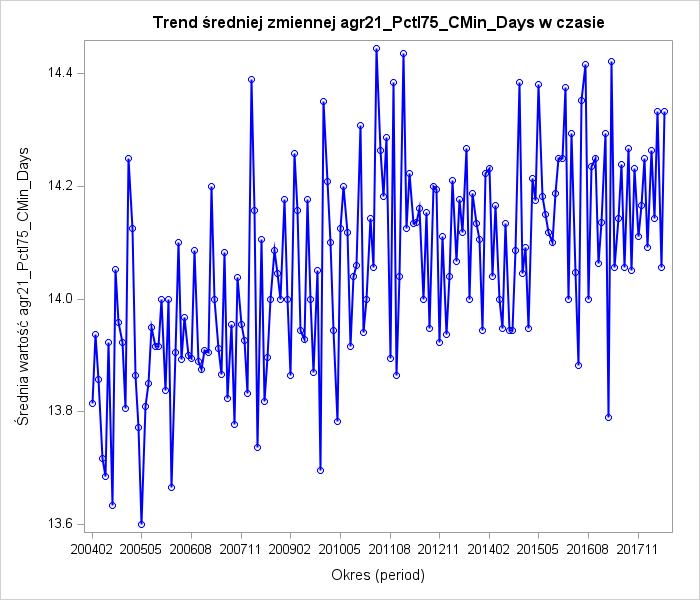 Trend średniej zmiennej agr21_Pctl75_CMin_Days w czasie
Średnia wartość agr21_Pctl75_CMin_Days
14.4
14.2
14.0
13.8
13.6
200402 200505 200608 200711 200902 201005 201108 201211 201402 201505 201608 201711
Okres (period)